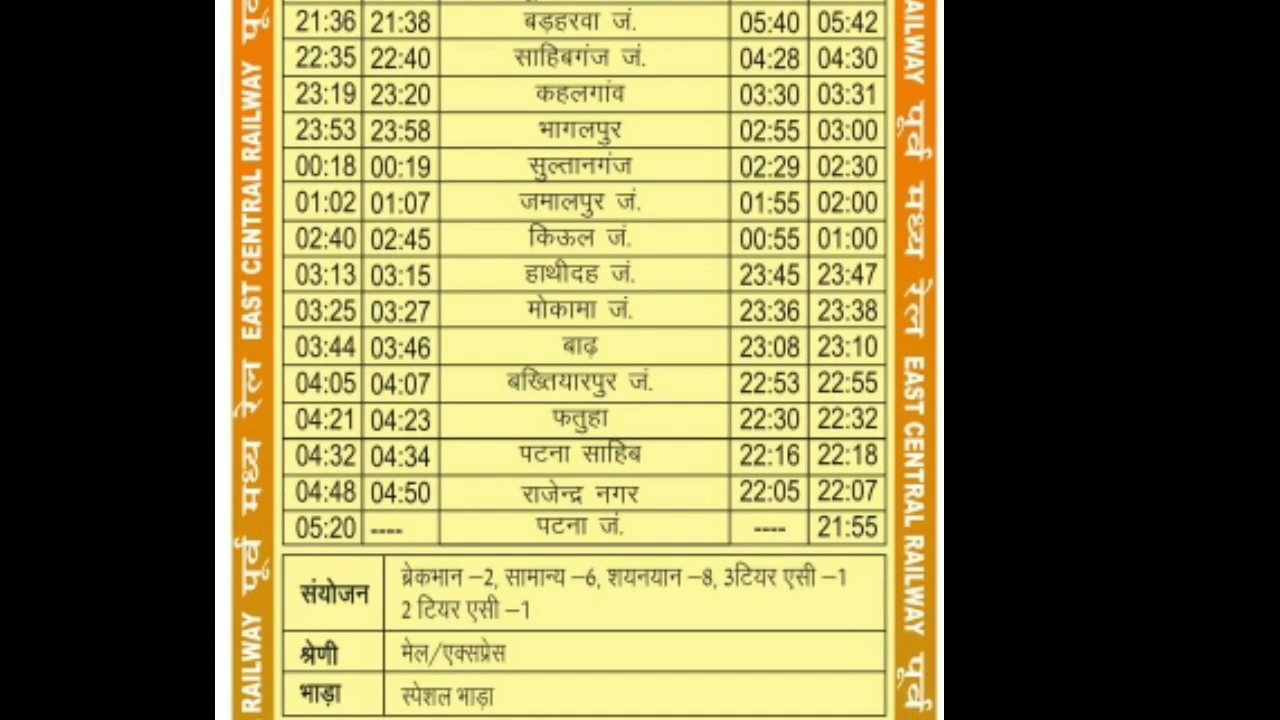 21:36 21:38 बड़हरवा जं. 05:40 05:42
22:35 22:40 साहिबगंज जं. 04:28 04:30
23:19 23:20 कहलगांव 03:30 03:31
23:53 23:58 भागलपुर 02:55 03:00
00:18 00:19 सुल्तानगंज 02:29 02:30
01:02 01:07 जमालपुर जं. 01:55 02:00
02:40 02:45 किऊल जं. 00:55 01:00
03:13 03:15 हाथीदह जं. 23:45 23:47
03:25 03:27 मोकामा जं. 23:36 23:38
03:44 03:46 बाढ़ 23:08 23:10
04:05 04:07 बख्तियारपुर जं. 22:53 22:55
04:21 04:23 फतुहा 22:30 22:32
04:32 04:34 पटना साहिब 22:16 22:18
04:48 04:50 राजेन्द्र नगर 22:05 22:07
05:20 ---- पटना जं. ---- 21:55
संयोजन ब्रेकभान –2, सामान्य –6, शयनयान –8, 3टियर एसी –1
2 टियर एसी –1
श्रेणी मेल/एक्सप्रेस
भाड़ा स्पेशल भाड़ा
RAILWAY पूर्व मध्य रेल EAST CENTRAL RAILWAY पूर्व
RAILWAY पूर्व मध्य रेल EAST CENTRAL RAILWAY पूर्व